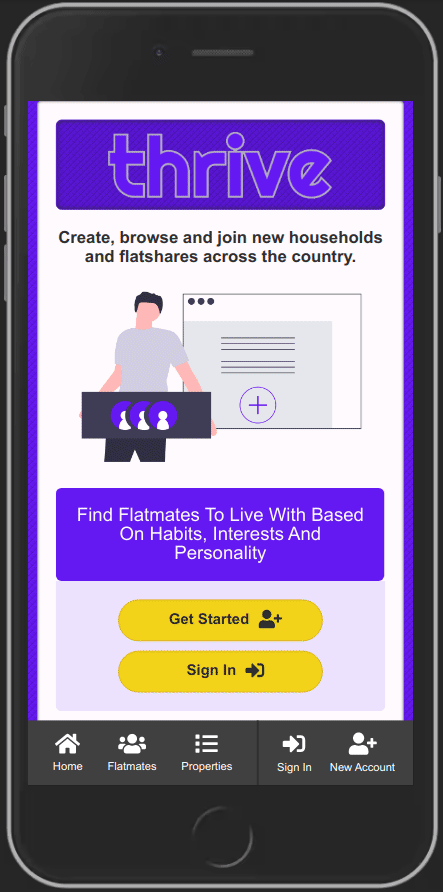 thrive
Create, browse and join new households
and flatshares across the country.
Find Flatmates To Live With Based
On Habits, Interests And
Personality
Get Started
Sign In
Home
Flatmates
Properties
Sign In
New Account